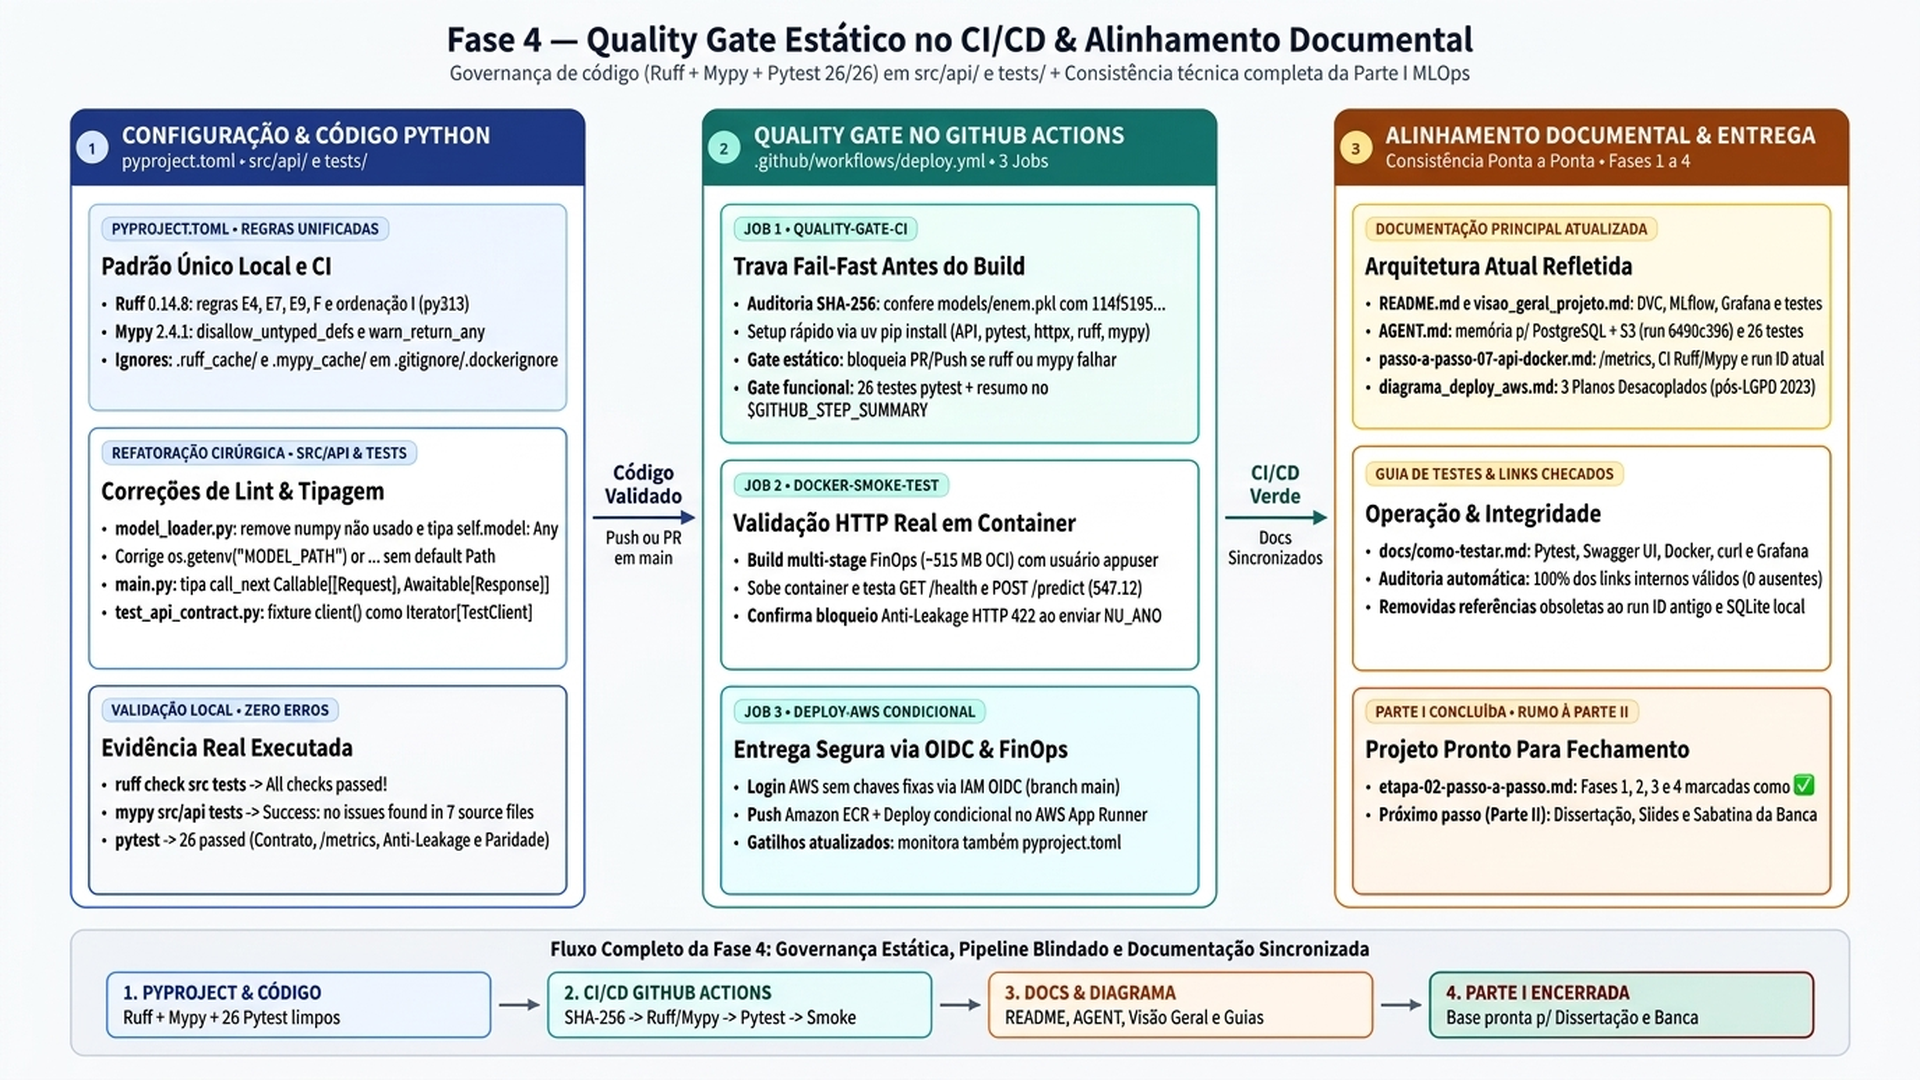 Fase 4 — Quality Gate Estático no CI/CD & Alinhamento Documental
Governança de código (Ruff + Mypy + Pytest 26/26) em src/api/ e tests/ + Consistência técnica completa da Parte I MLOps
1
CONFIGURAÇÃO & CÓDIGO PYTHON
pyproject.toml • src/api/ e tests/
PYPROJECT.TOML • REGRAS UNIFICADAS
Padrão Único Local e CI
• Ruff 0.14.8: regras E4, E7, E9, F e ordenação I (py313)
• Mypy 2.4.1: disallow_untyped_defs e warn_return_any
• Ignores: .ruff_cache/ e .mypy_cache/ em .gitignore/.dockerignore
REFATORAÇÃO CIRÚRGICA • SRC/API & TESTS
Correções de Lint & Tipagem
• model_loader.py: remove numpy não usado e tipa self.model: Any
• Corrige os.getenv("MODEL_PATH") or ... sem default Path
• main.py: tipa call_next Callable[[Request], Awaitable[Response]]
• test_api_contract.py: fixture client() como Iterator[TestClient]
VALIDAÇÃO LOCAL • ZERO ERROS
Evidência Real Executada
• ruff check src tests -> All checks passed!
• mypy src/api tests -> Success: no issues found in 7 source files
• pytest -> 26 passed (Contrato, /metrics, Anti-Leakage e Paridade)
Código
Validado
Push ou PR
em main
2
QUALITY GATE NO GITHUB ACTIONS
.github/workflows/deploy.yml • 3 Jobs
JOB 1 • QUALITY-GATE-CI
Trava Fail-Fast Antes do Build
• Auditoria SHA-256: confere models/enem.pkl com 114f5195...
• Setup rápido via uv pip install (API, pytest, httpx, ruff, mypy)
• Gate estático: bloqueia PR/Push se ruff ou mypy falhar
• Gate funcional: 26 testes pytest + resumo no
$GITHUB_STEP_SUMMARY
JOB 2 • DOCKER-SMOKE-TEST
Validação HTTP Real em Container
• Build multi-stage FinOps (~515 MB OCI) com usuário appuser
• Sobe container e testa GET /health e POST /predict (547.12)
• Confirma bloqueio Anti-Leakage HTTP 422 ao enviar NU_ANO
JOB 3 • DEPLOY-AWS CONDICIONAL
Entrega Segura via OIDC & FinOps
• Login AWS sem chaves fixas via IAM OIDC (branch main)
• Push Amazon ECR + Deploy condicional no AWS App Runner
• Gatilhos atualizados: monitora também pyproject.toml
CI/CD
Verde
Docs
Sincronizados
3
ALINHAMENTO DOCUMENTAL & ENTREGA
Consistência Ponta a Ponta • Fases 1 a 4
DOCUMENTAÇÃO PRINCIPAL ATUALIZADA
Arquitetura Atual Refletida
• README.md e visao_geral_projeto.md: DVC, MLflow, Grafana e testes
• AGENT.md: memória p/ PostgreSQL + S3 (run 6490c396) e 26 testes
• passo-a-passo-07-api-docker.md: /metrics, CI Ruff/Mypy e run ID atual
• diagrama_deploy_aws.md: 3 Planos Desacoplados (pós-LGPD 2023)
GUIA DE TESTES & LINKS CHECADOS
Operação & Integridade
• docs/como-testar.md: Pytest, Swagger UI, Docker, curl e Grafana
• Auditoria automática: 100% dos links internos válidos (0 ausentes)
• Removidas referências obsoletas ao run ID antigo e SQLite local
PARTE I CONCLUÍDA • RUMO À PARTE II
Projeto Pronto Para Fechamento
• etapa-02-passo-a-passo.md: Fases 1, 2, 3 e 4 marcadas como ✅
• Próximo passo (Parte II): Dissertação, Slides e Sabatina da Banca
Fluxo Completo da Fase 4: Governança Estática, Pipeline Blindado e Documentação Sincronizada
1. PYPROJECT & CÓDIGO
Ruff + Mypy + 26 Pytest limpos
2. CI/CD GITHUB ACTIONS
SHA-256 -> Ruff/Mypy -> Pytest -> Smoke
3. DOCS & DIAGRAMA
README, AGENT, Visão Geral e Guias
4. PARTE I ENCERRADA
Base pronta p/ Dissertação e Banca